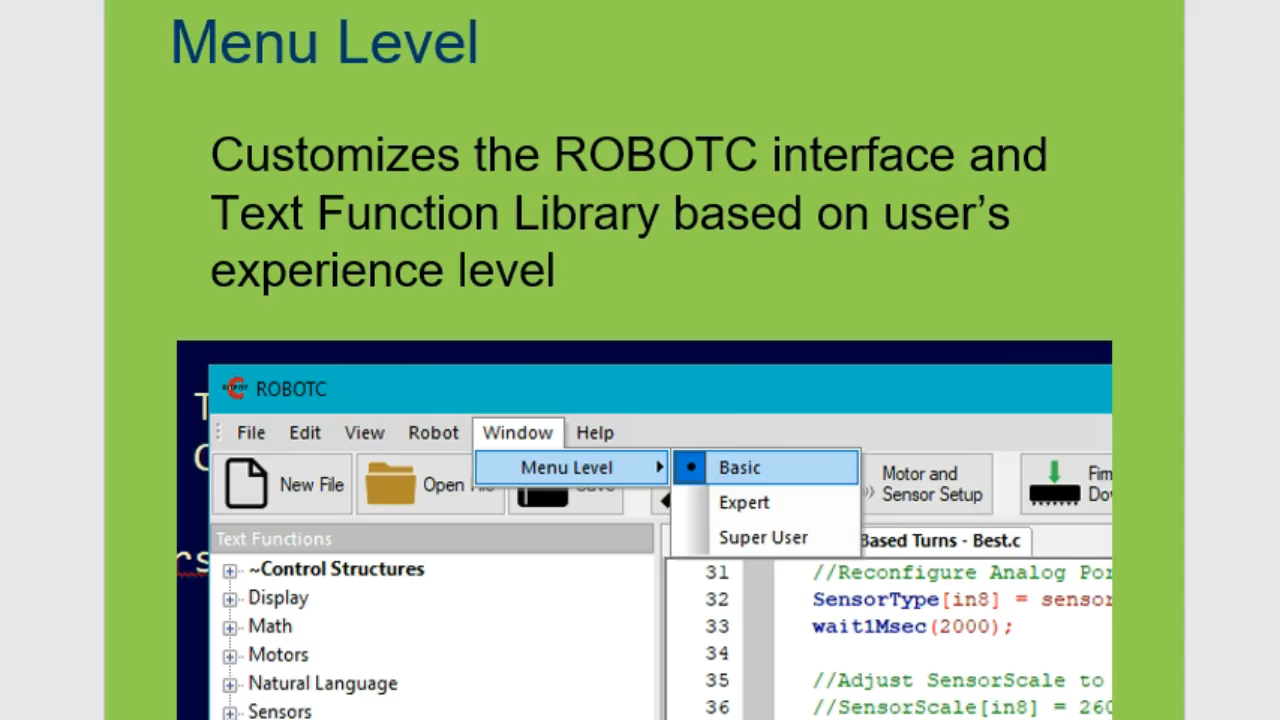 Menu Level
Customizes the ROBOTC interface and
Text Function Library based on user’s
experience level
ROBOTC
File Edit View Robot Window Help
Menu Level
Basic
Expert
Super User
New File
Open
Motor and
Sensor Setup
Text Functions
Based Turns - Best.c
~Control Structures
Display
Math
Motors
Natural Language
Sensors
31 //Reconfigure Analog
32 SensorType[in8] =
33 wait1Msec(2000);
34
35 //Adjust SensorScale to
36 //SensorScale[in8] =